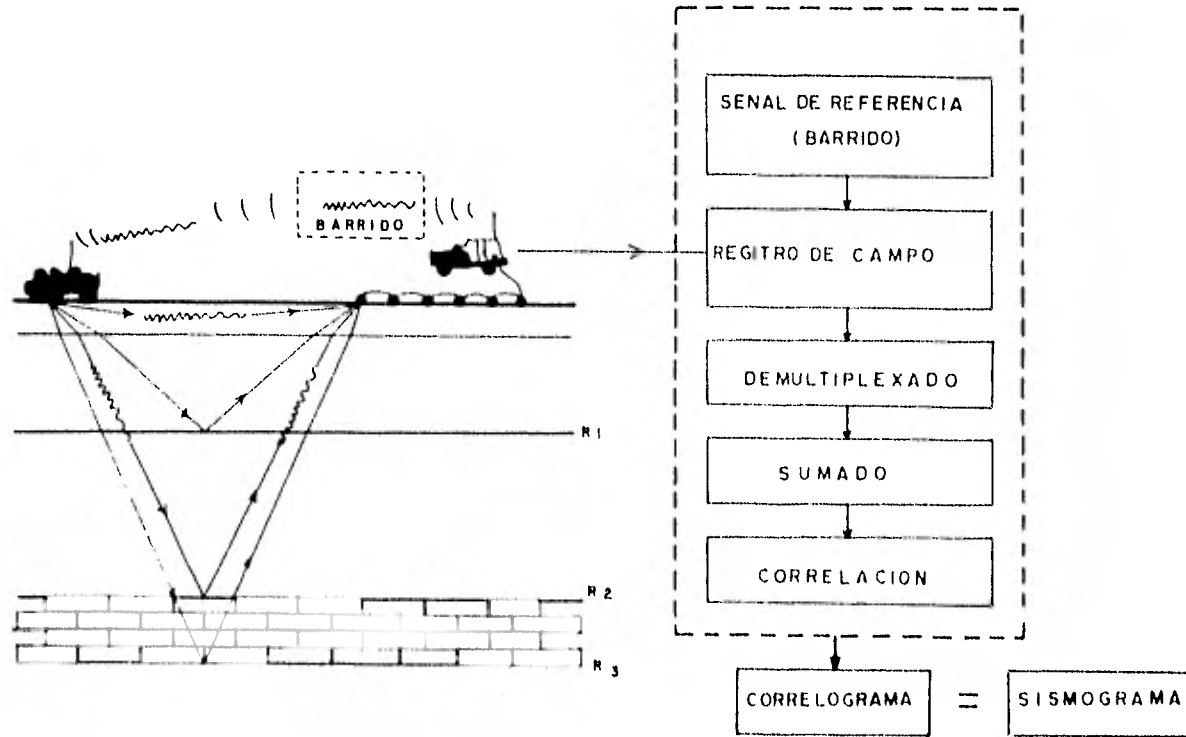 BARRIDO
R1
R2
R3
SENAL DE REFERENCIA
(BARRIDO)
REGITRO DE CAMPO
DEMULTIPLEXADO
SUMADO
CORRELACION
CORRELOGRAMA = SISMOGRAMA